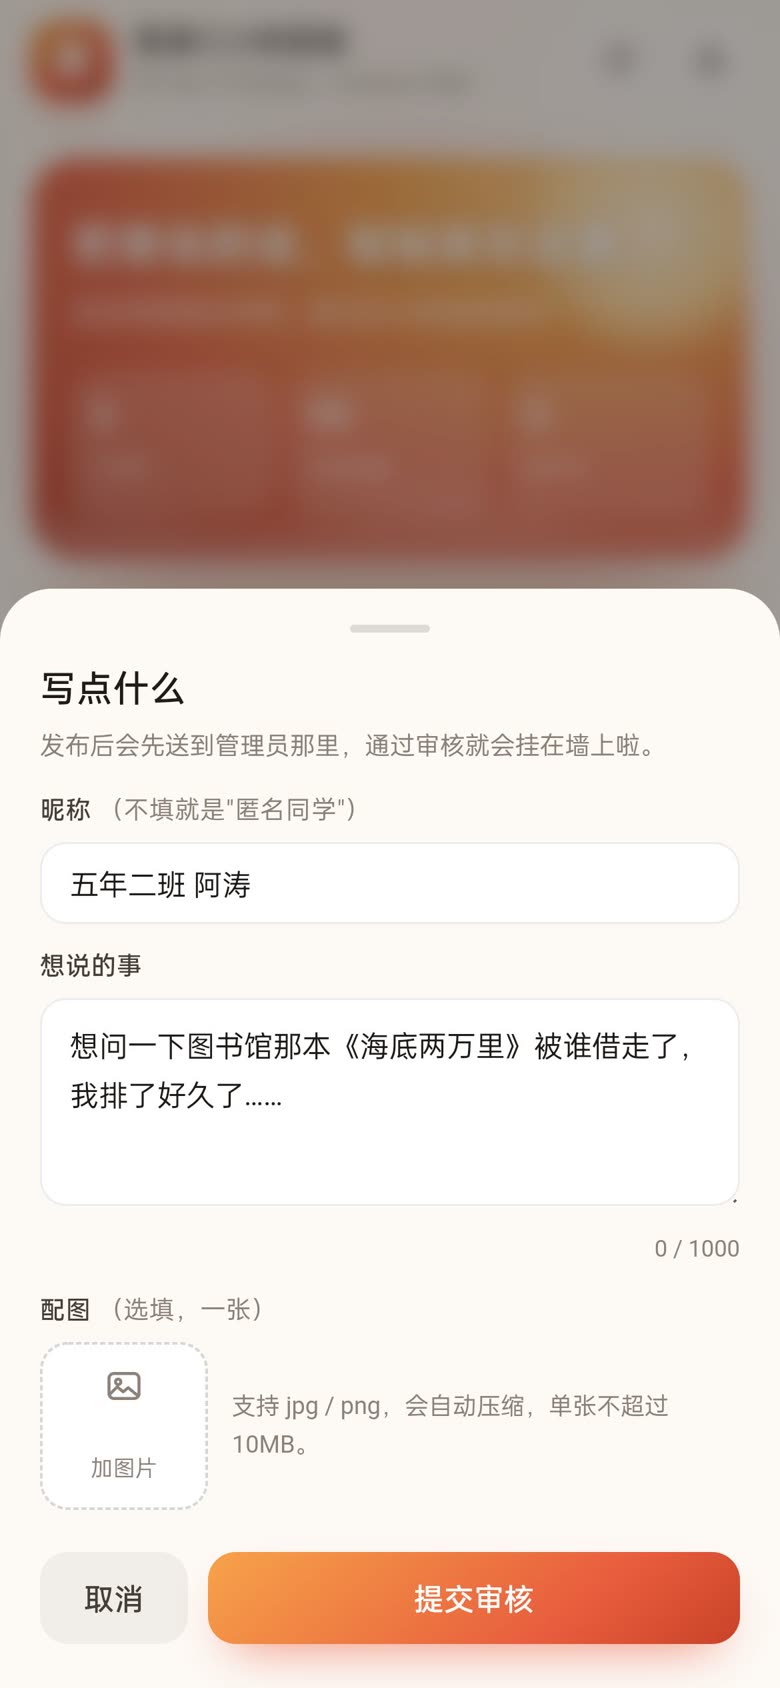 写点什么
发布后会先送到管理员那里，通过审核就会挂在墙上啦。
昵称 （不填就是"匿名同学"）
五年二班 阿涛
想说的事
想问一下图书馆那本《海底两万里》被谁借走了，
我排了好久了……
0 / 1000
配图 （选填，一张）
加图片
支持 jpg / png，会自动压缩，单张不超过
10MB。
取消
提交审核